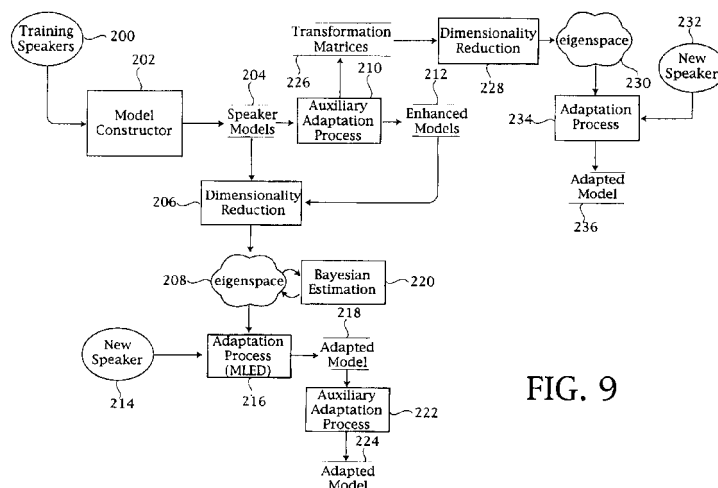 Training
Speakers
200
202
Model
Constructor
204
Speaker
Models
Transformation
Matrices
226
210
Auxiliary
Adaptation
Process
212
Enhanced
Models
Dimensionality
Reduction
228
eigenspace
230
232
New
Speaker
234
Adaptation
Process
Adapted
Model
236
206
Dimensionality
Reduction
208
eigenspace
Bayesian
Estimation
220
New
Speaker
214
Adaptation
Process
(MLED)
216
218
Adapted
Model
Auxiliary
Adaptation
Process
222
224
Adapted
Model
FIG. 9